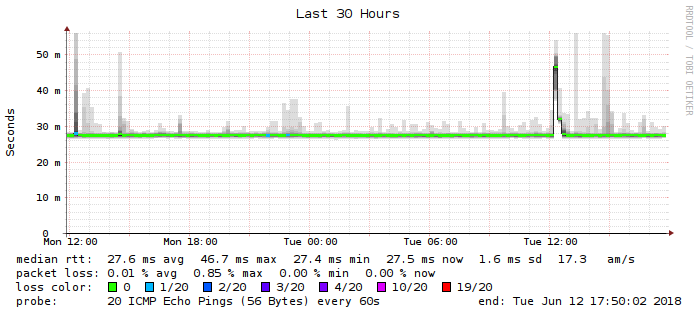 Last 30 Hours
RRDTOOL / TOBI OETIKER
Seconds
50 m
40 m
30 m
20 m
10 m
0
Mon 12:00 Mon 18:00 Tue 00:00 Tue 06:00 Tue 12:00
median rtt: 27.6 ms avg 46.7 ms max 27.4 ms min 27.5 ms now 1.6 ms sd 17.3 am/s
packet loss: 0.01 % avg 0.85 % max 0.00 % min 0.00 % now
loss color: 0 1/20 2/20 3/20 4/20 10/20 19/20
probe: 20 ICMP Echo Pings (56 Bytes) every 60s end: Tue Jun 12 17:50:02 2018